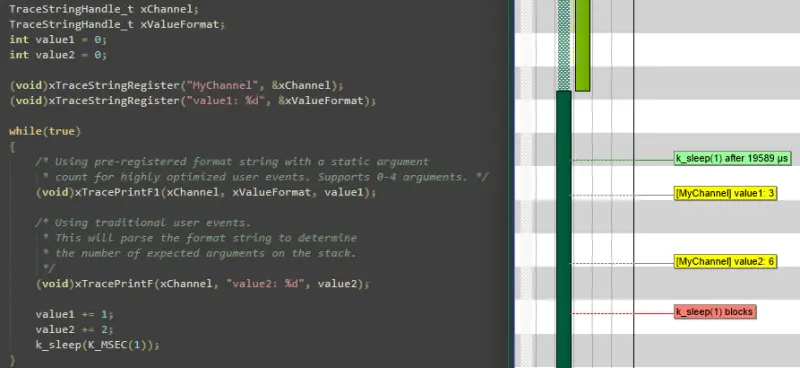 TraceStringHandle_t xChannel;
TraceStringHandle_t xValueFormat;
int value1 = 0;
int value2 = 0;
(void)xTraceStringRegister("MyChannel", &xChannel);
(void)xTraceStringRegister("value1: %d", &xValueFormat);
while(true)
{
/* Using pre-registered format string with a static argument
* count for highly optimized user events. Supports 0-4 arguments. */
(void)xTracePrintF1(xChannel, xValueFormat, value1);
/* Using traditional user events.
* This will parse the format string to determine
* the number of expected arguments on the stack.
*/
(void)xTracePrintF(xChannel, "value2: %d", value2);
value1 += 1;
value2 += 2;
k_sleep(K_MSEC(1));
}
k_sleep(1) after 19589 µs
[MyChannel] value1: 3
[MyChannel] value2: 6
k_sleep(1) blocks